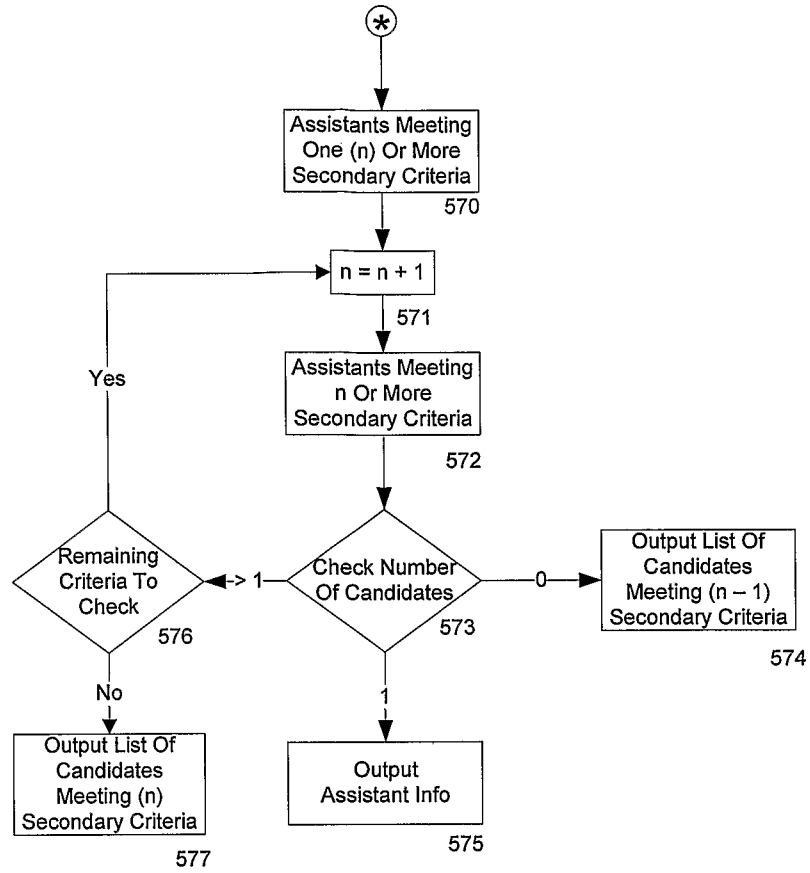 *
Assistants Meeting
One (n) Or More
Secondary Criteria
570
n = n + 1
571
Yes
Assistants Meeting
n Or More
Secondary Criteria
572
Remaining
Criteria To
Check
576
> 1
Check Number
Of Candidates
573
0
Output List Of
Candidates
Meeting (n – 1)
Secondary Criteria
574
No
1
Output List Of
Candidates
Meeting (n)
Secondary Criteria
577
Output
Assistant Info
575